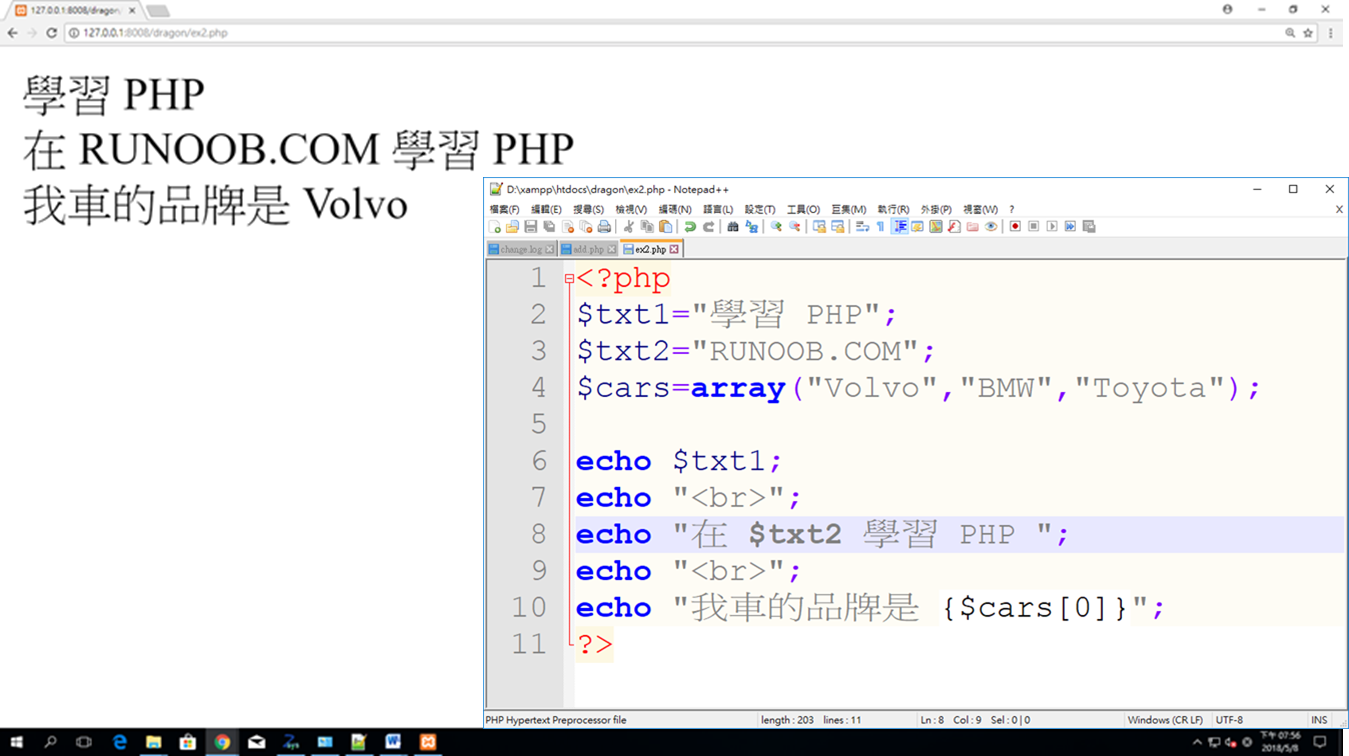 127.0.0.1:8008/dragon
127.0.0.1:8008/dragon/ex2.php
學習 PHP
在 RUNOOB.COM 學習 PHP
我車的品牌是 Volvo
D:\xampp\htdocs\dragon\ex2.php - Notepad++
檔案(F) 編輯(E) 搜尋(S) 檢視(V) 編碼(N) 語言(L) 設定(T) 工具(O) 巨集(M) 執行(R) 外掛(P) 視窗(W) ? X
change.log add.php ex2.php
1 <?php
2 $txt1="學習 PHP";
3 $txt2="RUNOOB.COM";
4 $cars=array("Volvo","BMW","Toyota");
5
6 echo $txt1;
7 echo "<br>";
8 echo "在 $txt2 學習 PHP ";
9 echo "<br>";
10 echo "我車的品牌是 {$cars[0]}";
11 ?>
PHP Hypertext Preprocessor file length : 203 lines : 11 Ln : 8 Col : 9 Sel : 0 | 0 Windows (CR LF) UTF-8 INS
下午 07:56
2018/5/8